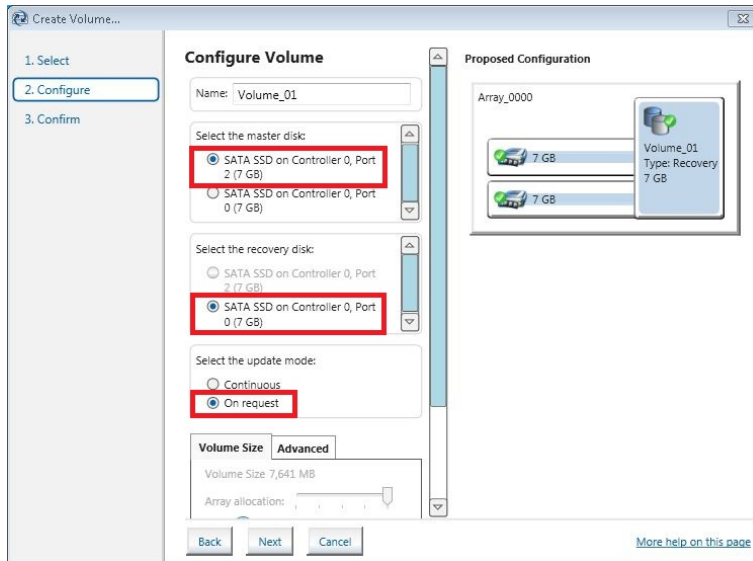 Create Volume...
1. Select
2. Configure
3. Confirm
Configure Volume
Name: Volume_01
Select the master disk:
SATA SSD on Controller 0, Port
2 (7 GB)
SATA SSD on Controller 0, Port
0 (7 GB)
Select the recovery disk:
SATA SSD on Controller 0, Port
2 (7 GB)
SATA SSD on Controller 0, Port
0 (7 GB)
Select the update mode:
Continuous
On request
Volume Size Advanced
Volume Size 7,641 MB
Array allocation:
Back Next Cancel
Proposed Configuration
Array_0000
7 GB
7 GB
Volume_01
Type: Recovery
7 GB
More help on this page